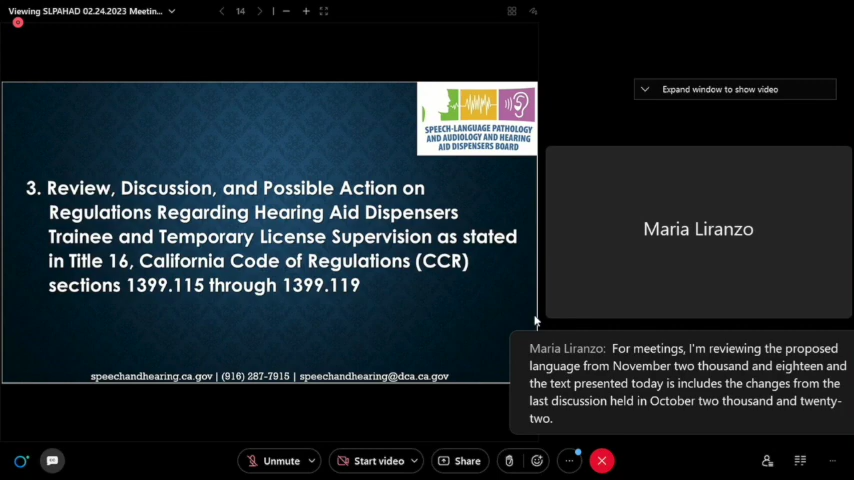 Viewing SLPAHAD 02.24.2023 Meetin...
14
Expand window to show video
SPEECH-LANGUAGE PATHOLOGY
AND AUDIOLOGY AND HEARING
AID DISPENSERS BOARD
3. Review, Discussion, and Possible Action on
Regulations Regarding Hearing Aid Dispensers
Trainee and Temporary License Supervision as stated
in Title 16, California Code of Regulations (CCR)
sections 1399.115 through 1399.119
speechandhearing.ca.gov | (916) 287-7915 | speechandhearing@dca.ca.gov
Maria Liranzo
Maria Liranzo: For meetings, I'm reviewing the proposed
language from November two thousand and eighteen and
the text presented today is includes the changes from the
last discussion held in October two thousand and twenty-
two.
Unmute
Start video
Share